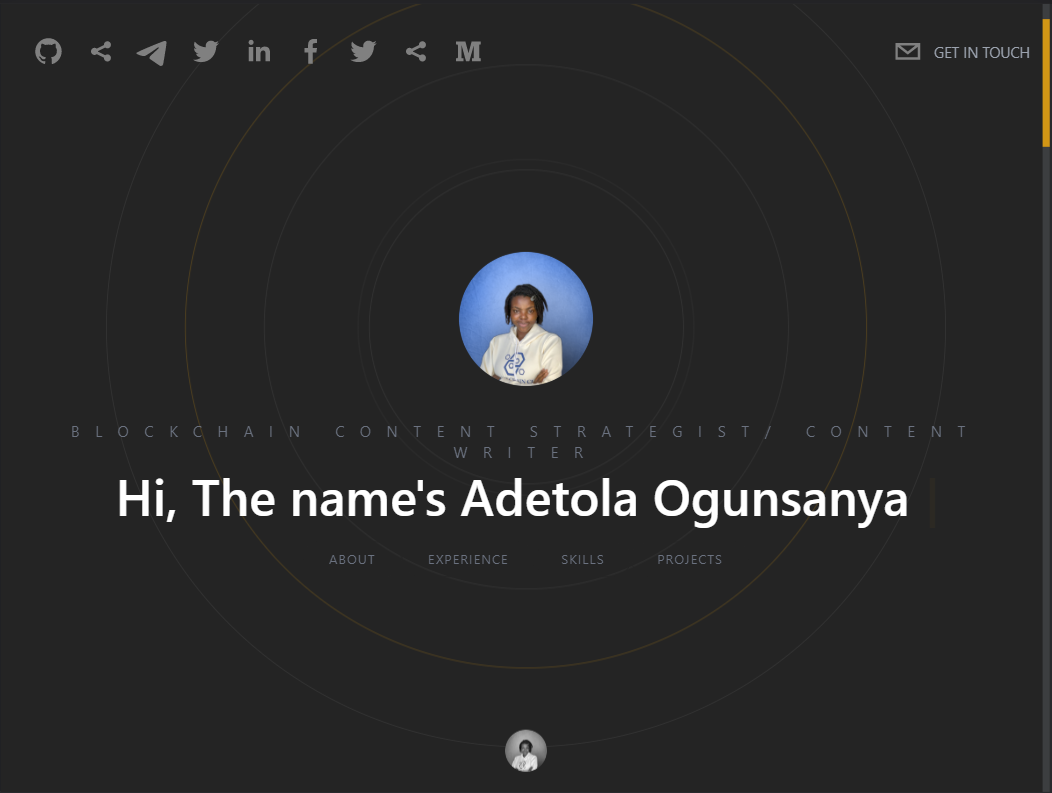 GET IN TOUCH
BLOCKCHAIN CONTENT STRATEGIST/ CONTENT
WRITER
Hi, The name's Adetola Ogunsanya
ABOUT EXPERIENCE SKILLS PROJECTS